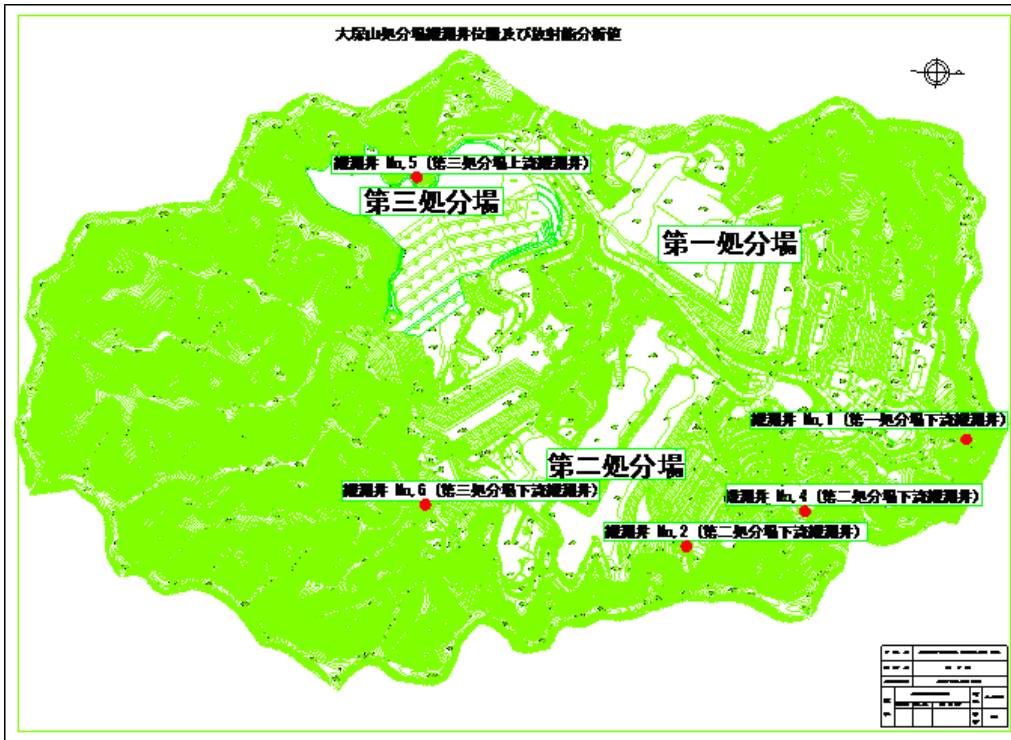 大塚山処分場観測井位置及び放射能分析値
観測井 No.5 (第三処分場上流観測井)
第三処分場
第一処分場
観測井 No.1 (第一処分場下流観測井)
第二処分場
観測井 No.6 (第三処分場下流観測井)
観測井 No.4 (第二処分場下流観測井)
観測井 No.2 (第二処分場下流観測井)